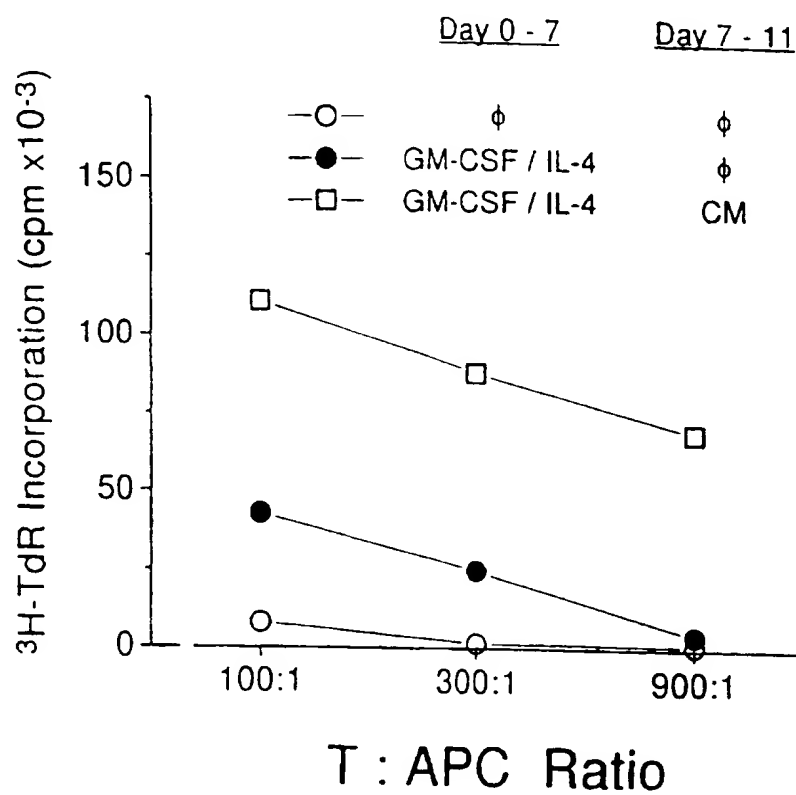 Day 0 - 7 Day 7 - 11
ϕ ϕ
GM-CSF / IL-4 ϕ
GM-CSF / IL-4 CM
³H-TdR Incorporation (cpm x10⁻³)
150
100
50
0
100:1 300:1 900:1
T : APC Ratio